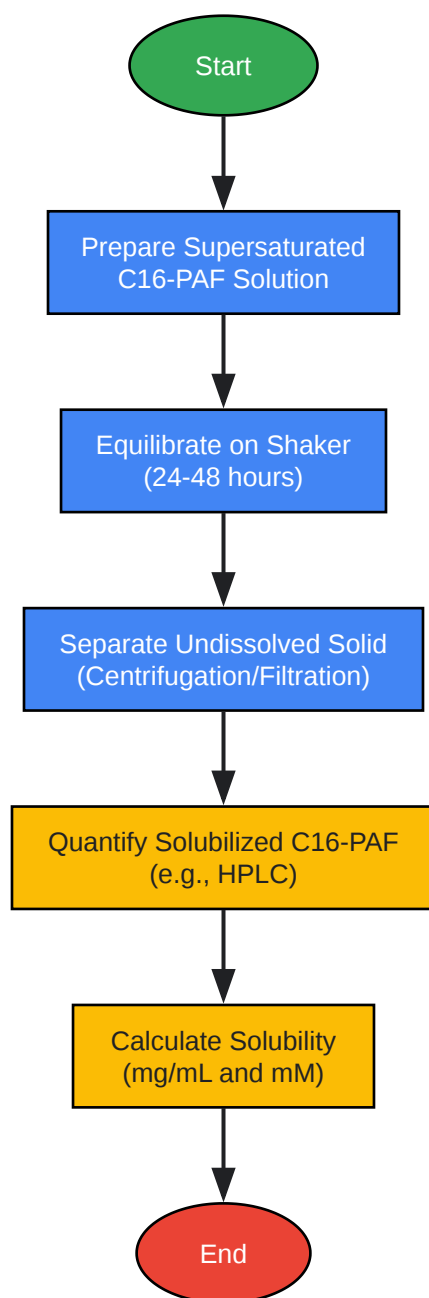 Start
Prepare Supersaturated
C16-PAF Solution
Equilibrate on Shaker
(24-48 hours)
Separate Undissolved Solid
(Centrifugation/Filtration)
Quantify Solubilized C16-PAF
(e.g., HPLC)
Calculate Solubility
(mg/mL and mM)
End